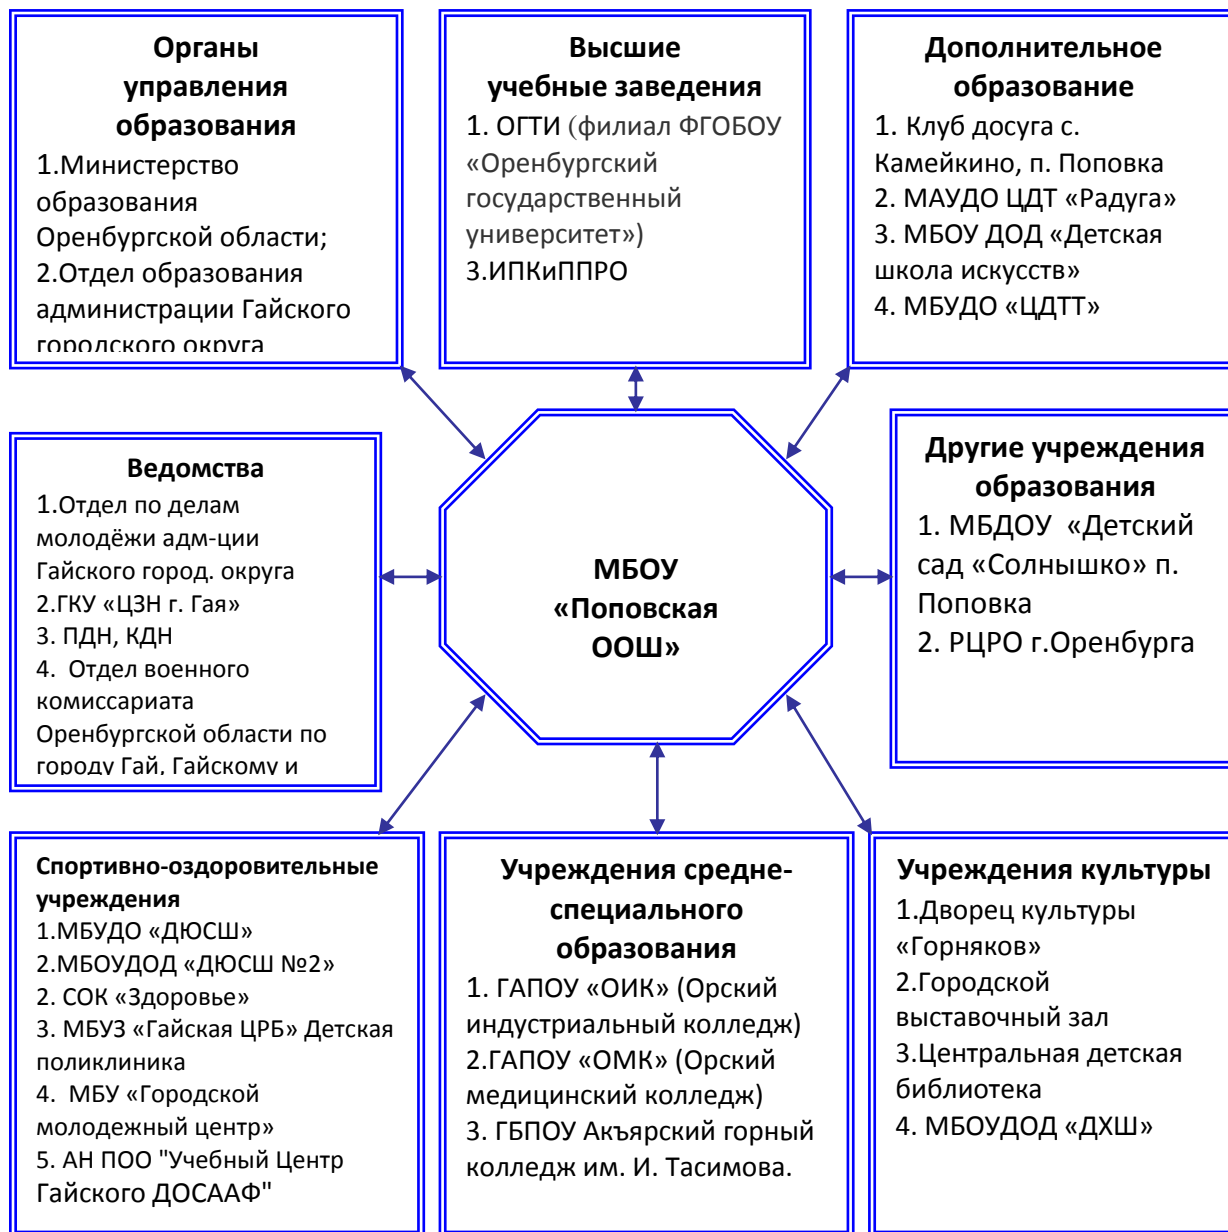 Органы
управления
образования
1.Министерство
образования
Оренбургской области;
2.Отдел образования
администрации Гайского
городского округа
Высшие
учебные заведения
1. ОГТИ (филиал ФГОБОУ
«Оренбургский
государственный
университет»)
3.ИПКиППРО
Дополнительное
образование
1. Клуб досуга с.
Камейкино, п. Поповка
2. МАУДО ЦДТ «Радуга»
3. МБОУ ДОД «Детская
школа искусств»
4. МБУДО «ЦДТТ»
Ведомства
1.Отдел по делам
молодёжи адм-ции
Гайского город. округа
2.ГКУ «ЦЗН г. Гая»
3. ПДН, КДН
4. Отдел военного
комиссариата
Оренбургской области по
городу Гай, Гайскому и
МБОУ
«Поповская
ООШ»
Другие учреждения
образования
1. МБДОУ «Детский
сад «Солнышко» п.
Поповка
2. РЦРО г.Оренбурга
Спортивно-оздоровительные
учреждения
1.МБУДО «ДЮСШ»
2.МБОУДОД «ДЮСШ №2»
2. СОК «Здоровье»
3. МБУЗ «Гайская ЦРБ» Детская
поликлиника
4. МБУ «Городской
молодежный центр»
5. АН ПОО "Учебный Центр
Гайского ДОСААФ"
Учреждения средне-
специального
образования
1. ГАПОУ «ОИК» (Орский
индустриальный колледж)
2.ГАПОУ «ОМК» (Орский
медицинский колледж)
3. ГБПОУ Акъярский горный
колледж им. И. Тасимова.
Учреждения культуры
1.Дворец культуры
«Горняков»
2.Городской
выставочный зал
3.Центральная детская
библиотека
4. МБОУДОД «ДХШ»